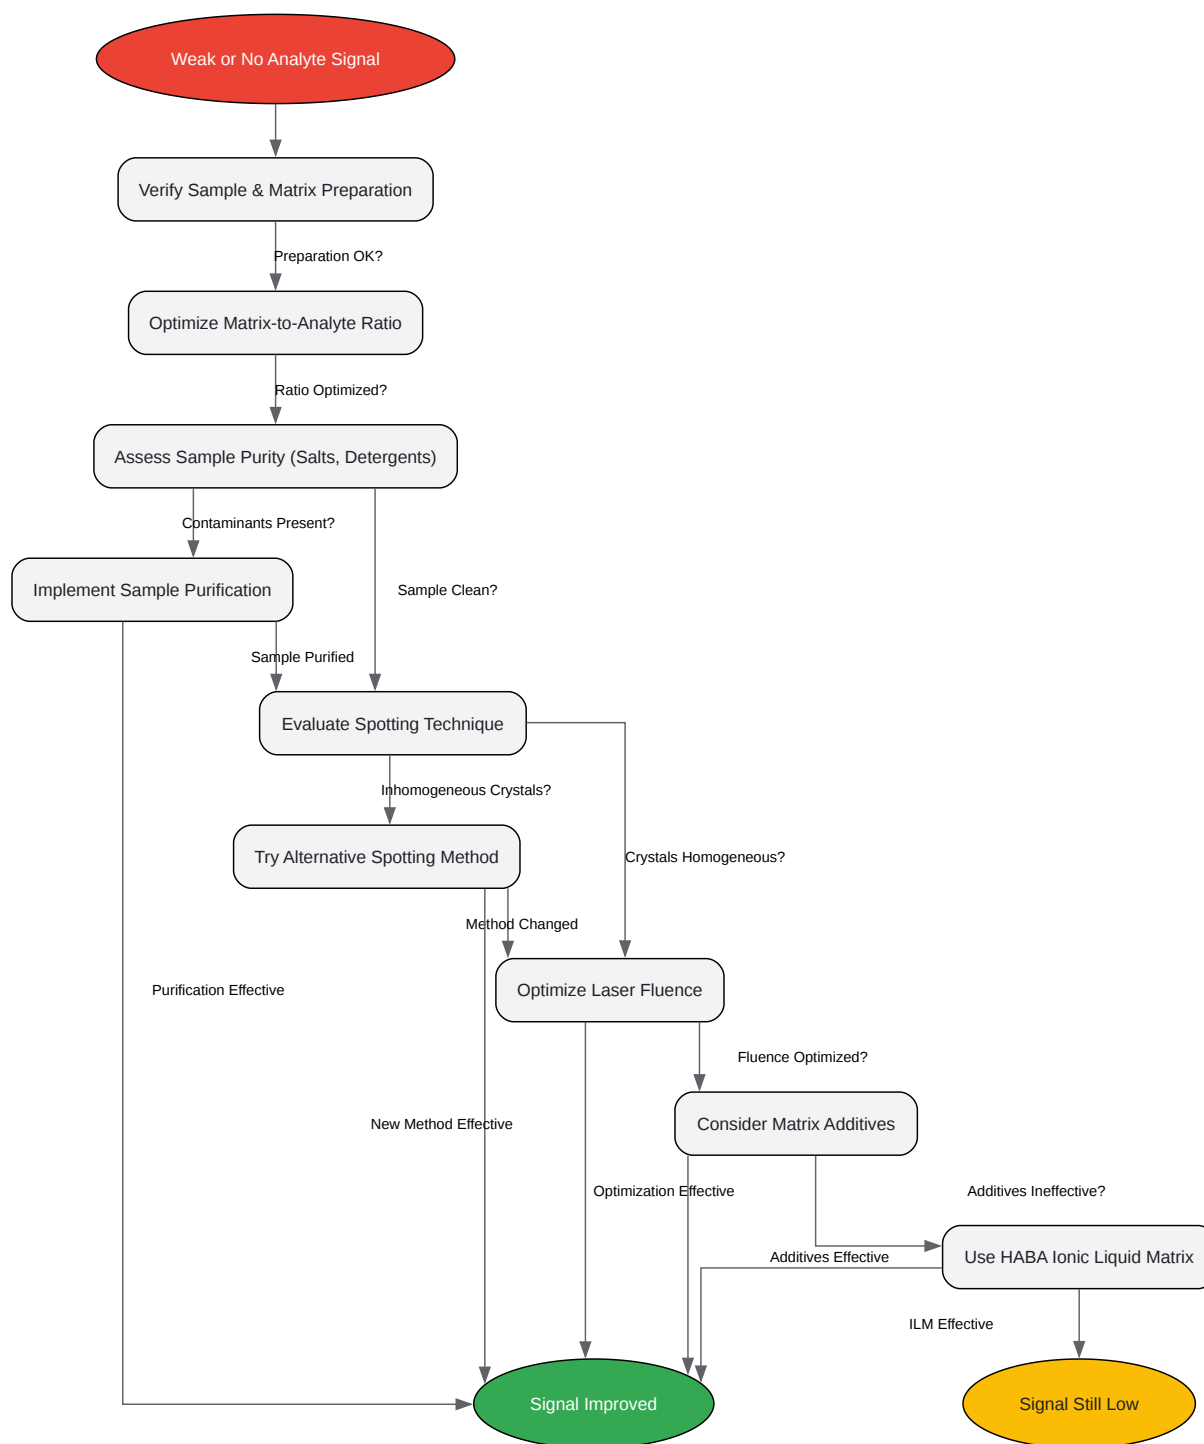 Weak or No Analyte Signal
Verify Sample & Matrix Preparation
Preparation OK?
Optimize Matrix-to-Analyte Ratio
Ratio Optimized?
Assess Sample Purity (Salts, Detergents)
Contaminants Present?
Implement Sample Purification
Sample Clean?
Sample Purified
Evaluate Spotting Technique
Inhomogeneous Crystals?
Try Alternative Spotting Method
Crystals Homogeneous?
Method Changed
Purification Effective
Optimize Laser Fluence
Fluence Optimized?
New Method Effective
Consider Matrix Additives
Optimization Effective
Additives Ineffective?
Additives Effective
Use HABA Ionic Liquid Matrix
ILM Effective
Signal Improved
Signal Still Low